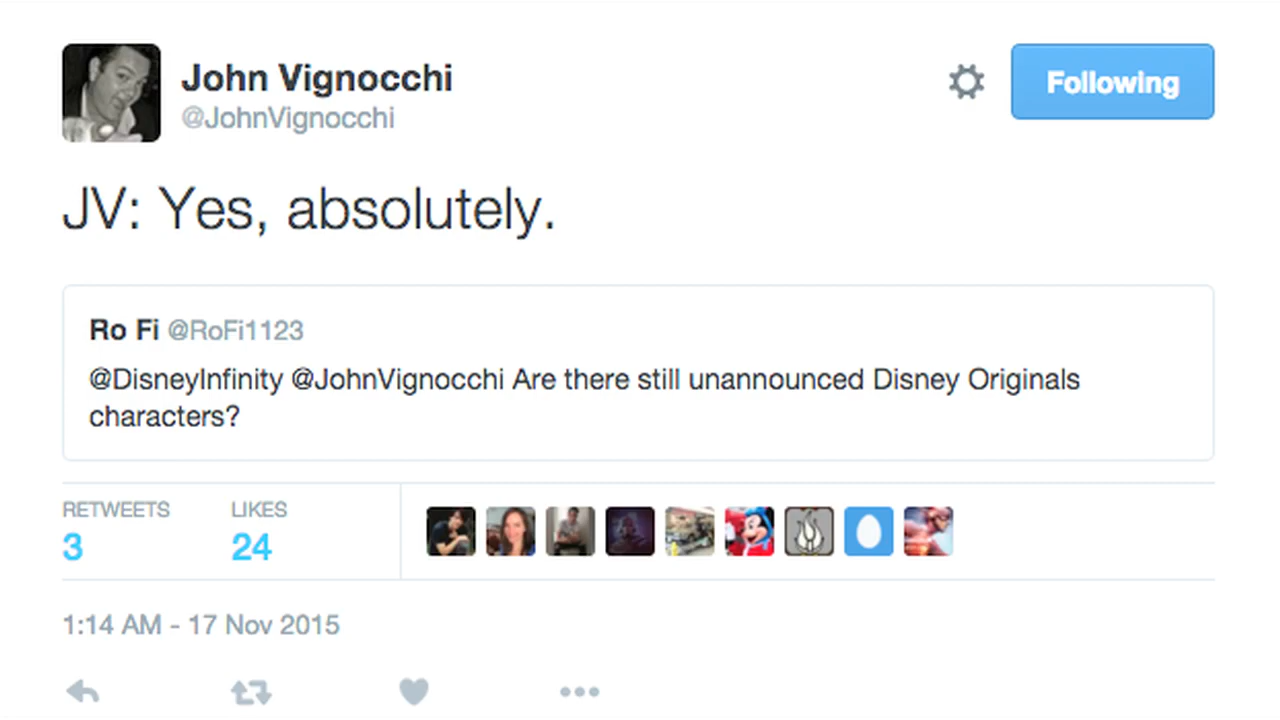 John Vignocchi
@JohnVignocchi
Following
JV: Yes, absolutely.
Ro Fi @RoFi1123
@DisneyInfinity @JohnVignocchi Are there still unannounced Disney Originals
characters?
RETWEETS
3
LIKES
24
1:14 AM - 17 Nov 2015